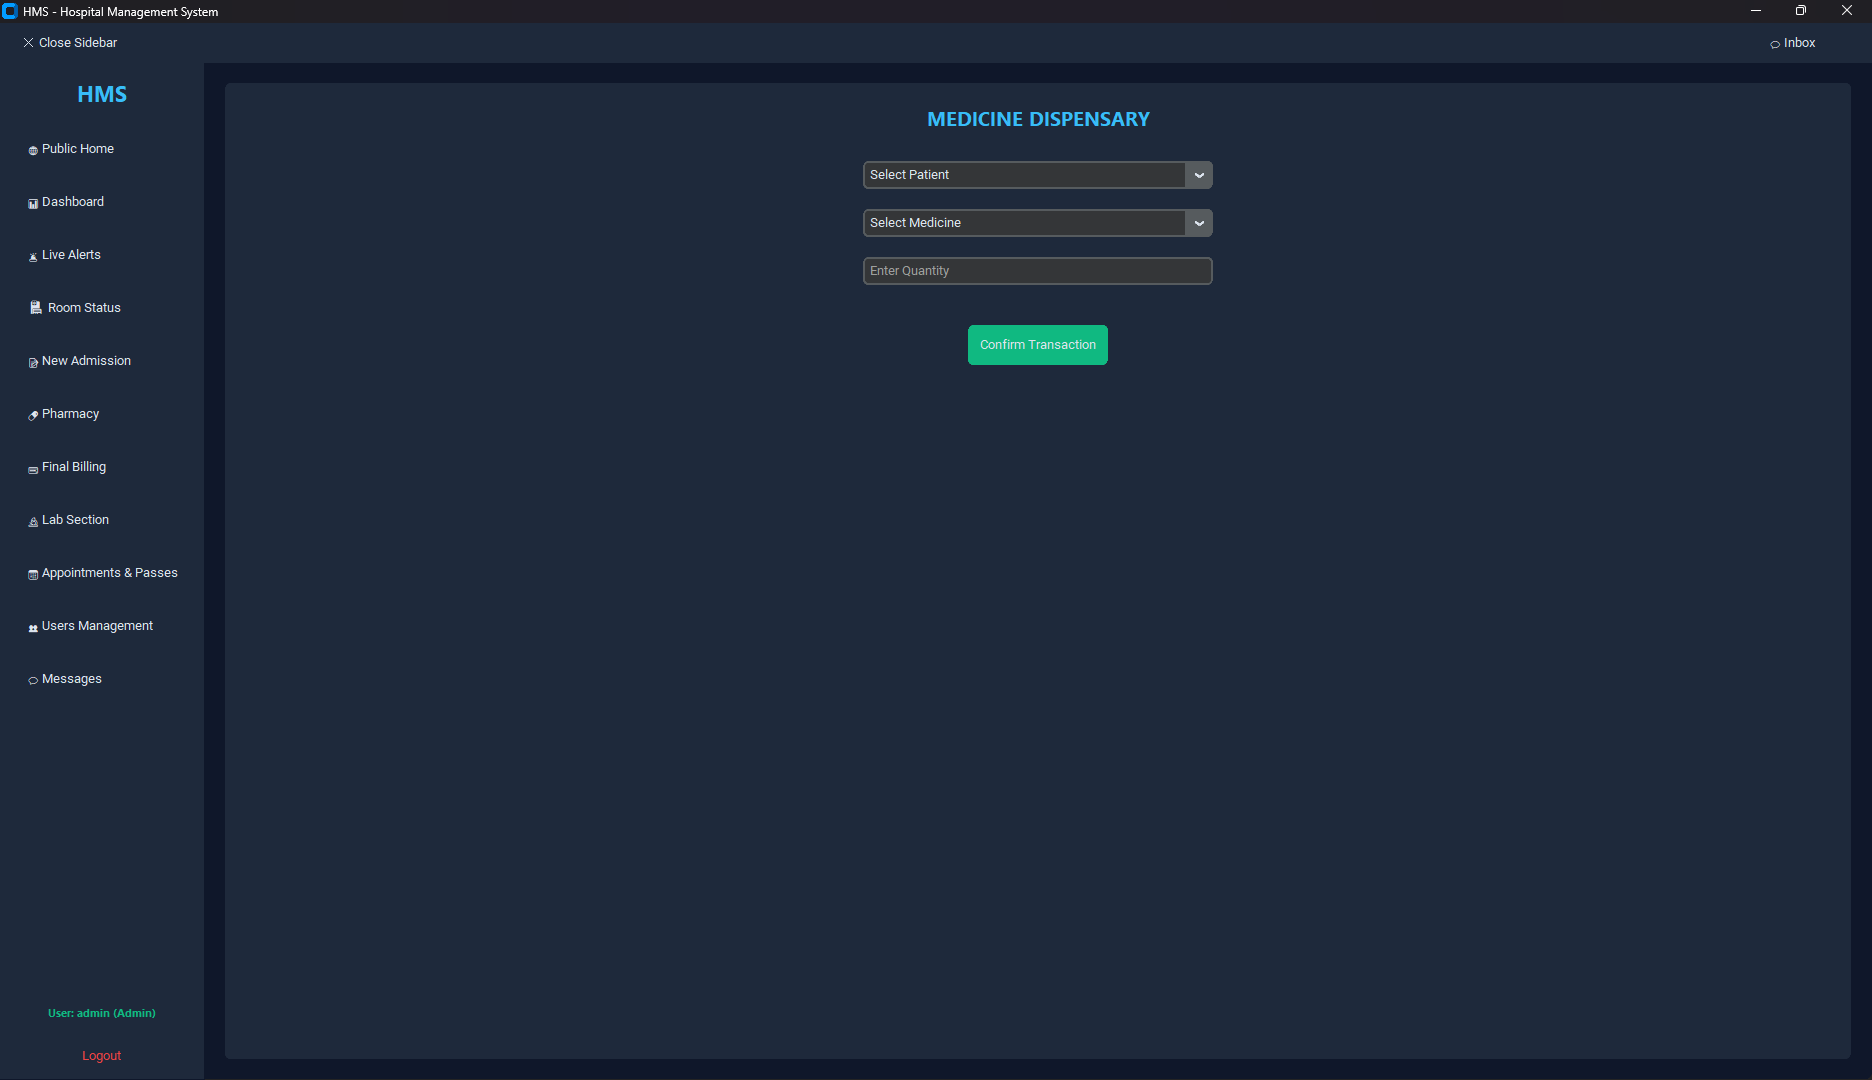 HMS - Hospital Management System
Close Sidebar
Inbox
HMS
Public Home
Dashboard
Live Alerts
Room Status
New Admission
Pharmacy
Final Billing
Lab Section
Appointments & Passes
Users Management
Messages
User: admin (Admin)
Logout
MEDICINE DISPENSARY
Select Patient
Select Medicine
Enter Quantity
Confirm Transaction